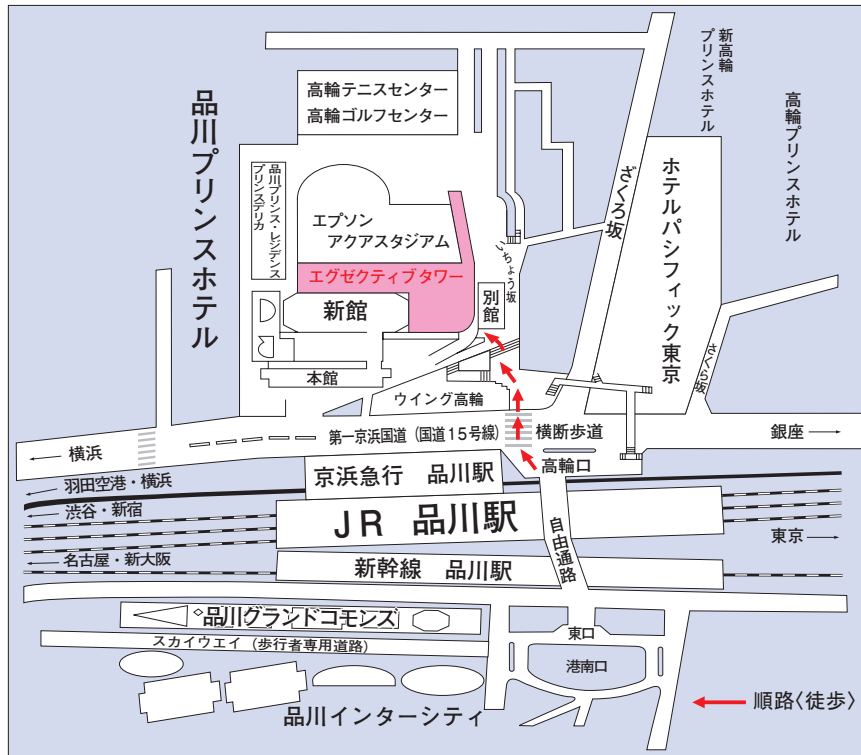 新高輪
プリンスホテル
高輪プリンスホテル
高輪テニスセンター
高輪ゴルフセンター
品川プリンスホテル
品川プリンス・レジデンス
プリンスデリカ
ざくろ坂
ホテルパシフィック東京
エプソン
アクアスタジアム
いちょう坂
エグゼクティブタワー
新館
別館
さくら坂
本館
ウイング高輪
第一京浜国道(国道15号線)
横断歩道
銀座
横浜
高輪口
京浜急行 品川駅
羽田空港・横浜
渋谷・新宿
JR 品川駅
自由通路
東京
名古屋・新大阪
新幹線 品川駅
品川グランドコモンズ
東口
スカイウエイ(歩行者専用道路)
港南口
品川インターシティ
順路〈徒歩〉